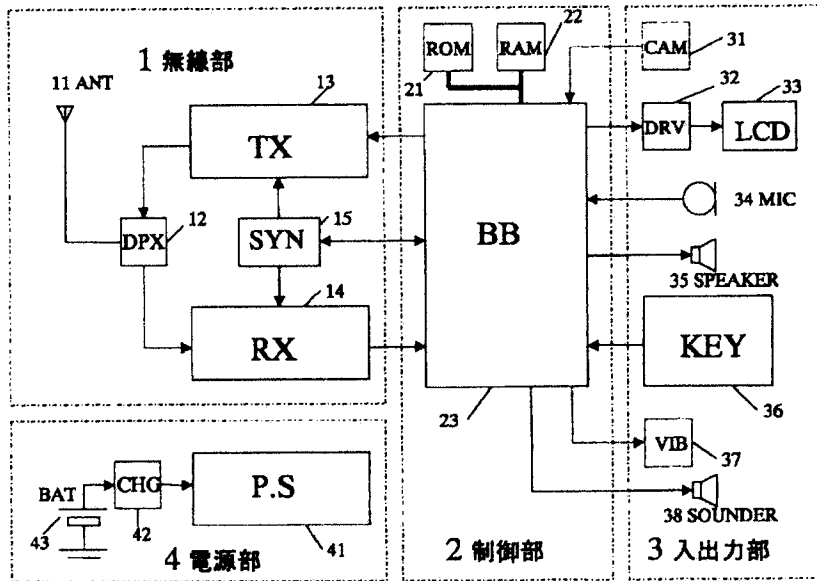 1 無線部
11 ANT
13
TX
12
DPX
15
SYN
14
RX
ROM
21
RAM
22
BB
23
2 制御部
CAM
31
32
DRV
33
LCD
34 MIC
35 SPEAKER
KEY
36
VIB
37
38 SOUNDER
3 入出力部
BAT
43
CHG
42
P.S
41
4 電源部